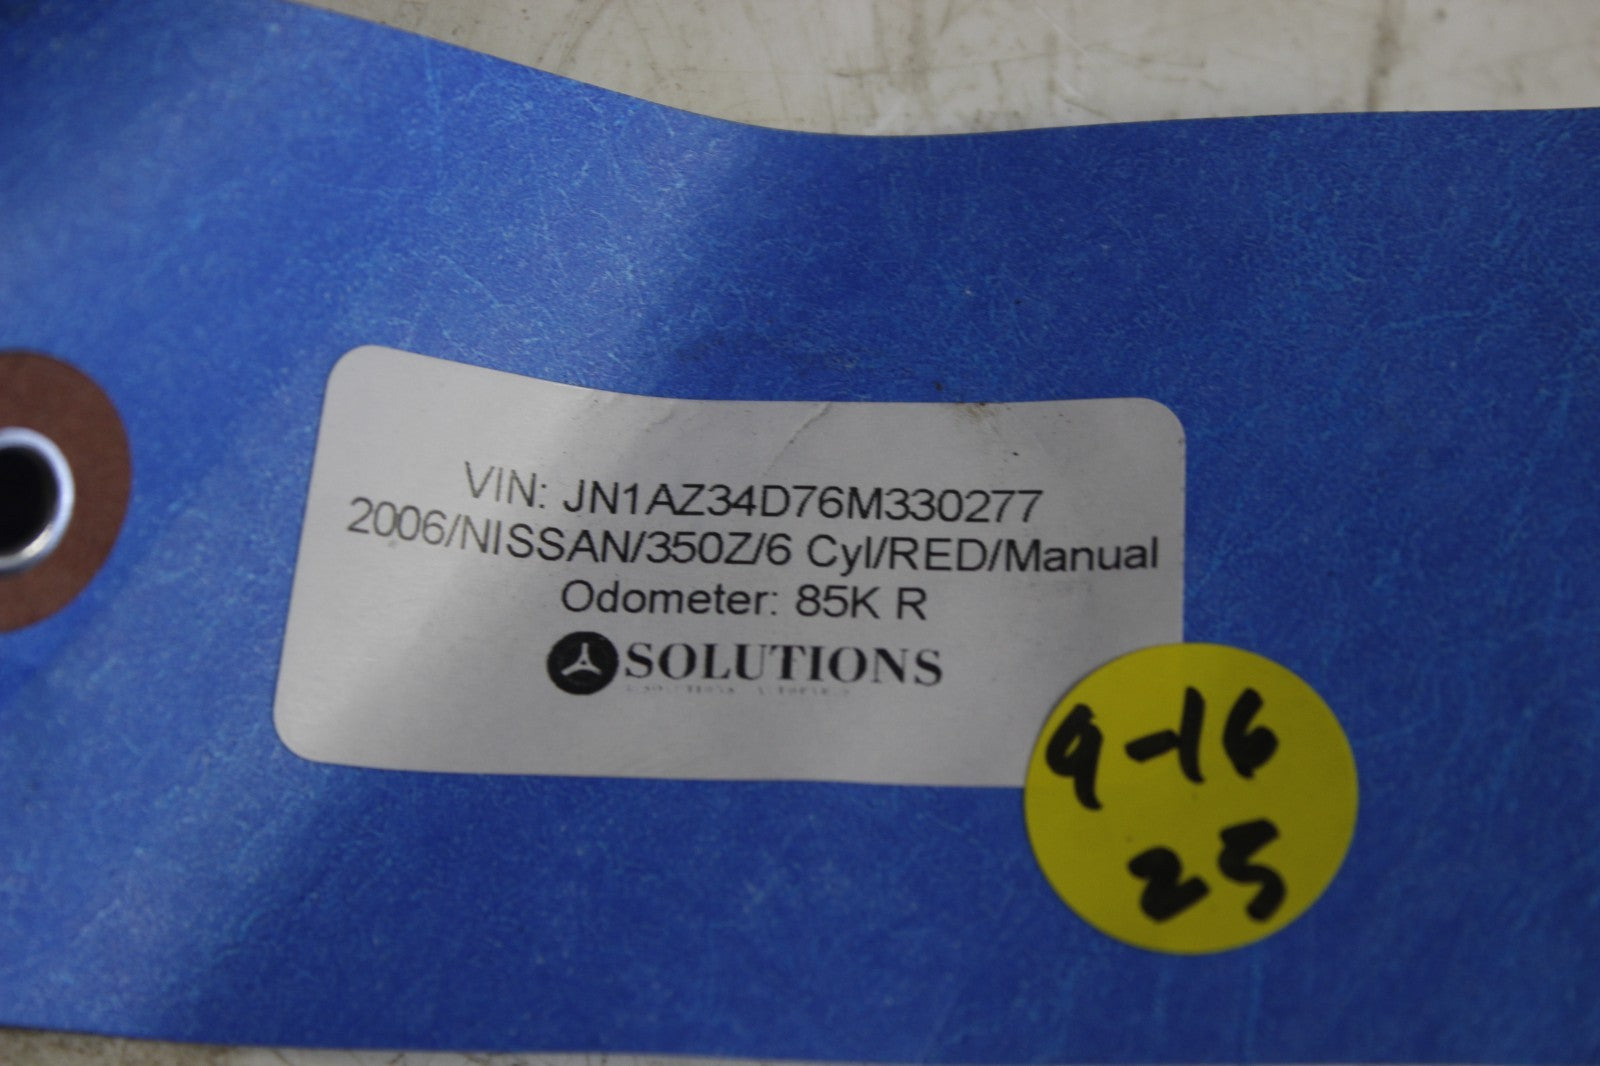 VIN: JN1AZ34D76M330277
2006/NISSAN/350Z/6 Cyl/RED/Manual
Odometer: 85K R
SOLUTIONS
9-16
25